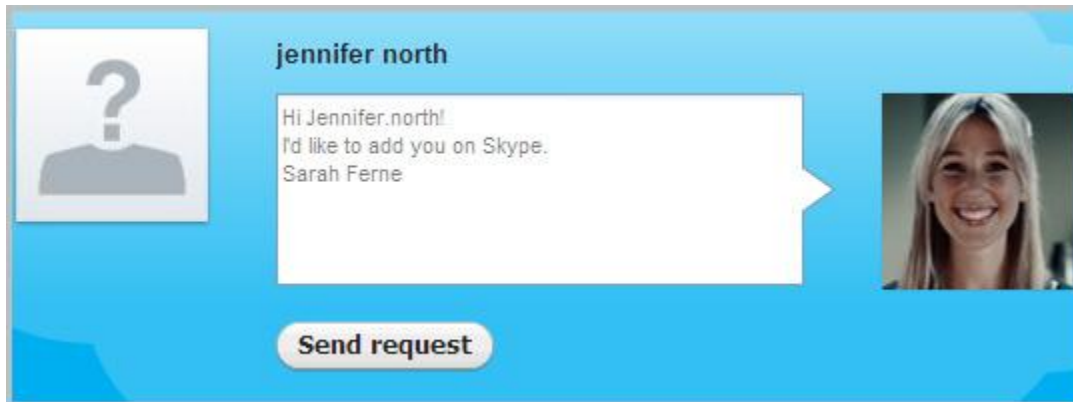 jennifer north
Hi Jennifer.north!
I'd like to add you on Skype.
Sarah Ferne
Send request